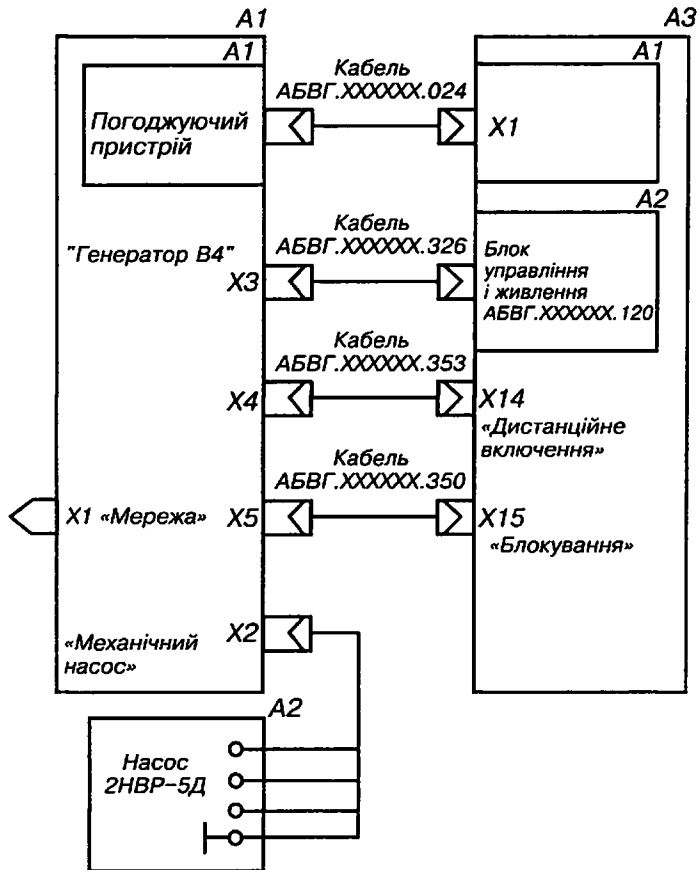 A1
A3
A1
A1
Кабель
АБВГ.XXXXXX.024
Погоджуючий
пристрій
X1
A2
Кабель
АБВГ.XXXXXX.326
"Генератор В4"
X3
Блок
управління
і живлення
АБВГ.XXXXXX.120
Кабель
АБВГ.XXXXXX.353
X4
X14
«Дистанційне
включення»
Кабель
АБВГ.XXXXXX.350
X1 «Мережа»
X5
X15
«Блокування»
X2
«Механічний
насос»
A2
Насос
2НВР–5Д